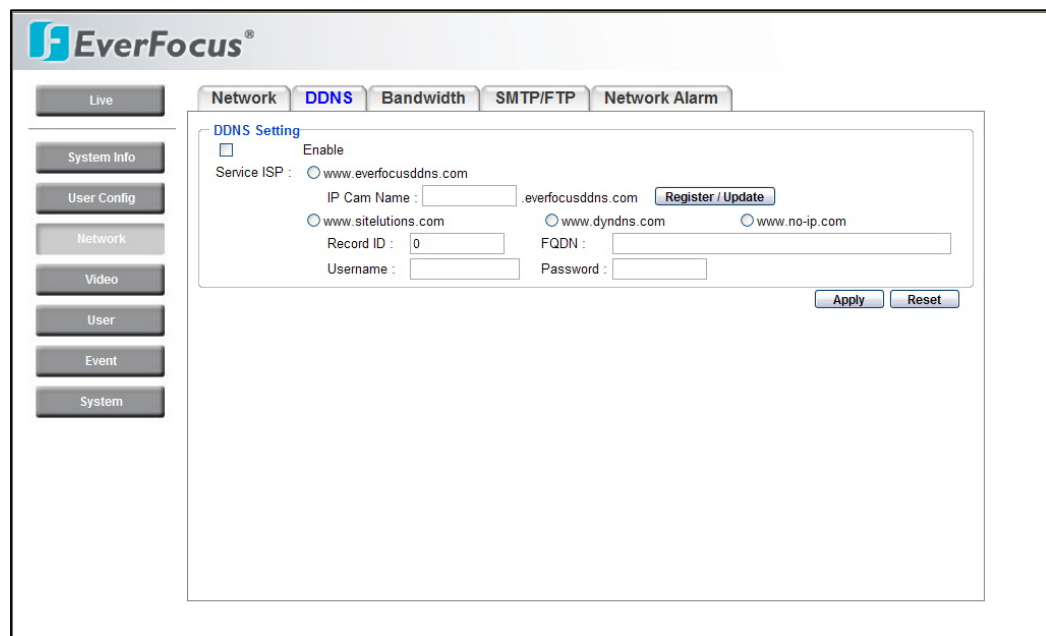 EverFocus®
Live
System Info
User Config
Network
Video
User
Event
System
Network DDNS Bandwidth SMTP/FTP Network Alarm
DDNS Setting
Enable
Service ISP : www.everfocusddns.com
IP Cam Name : .everfocusddns.com Register / Update
www.sitelutions.com www.dyndns.com www.no-ip.com
Record ID : 0 FQDN :
Username : Password :
Apply Reset